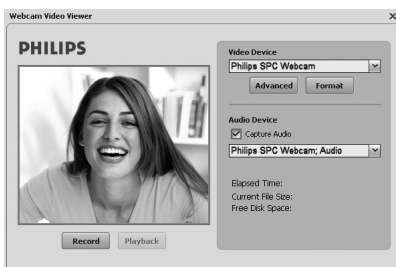 Webcam Video Viewer
PHILIPS
Video Device
Philips SPC Webcam
Advanced
Format
Audio Device
Capture Audio
Philips SPC Webcam; Audio
Elapsed Time:
Current File Size:
Free Disk Space:
Record
Playback